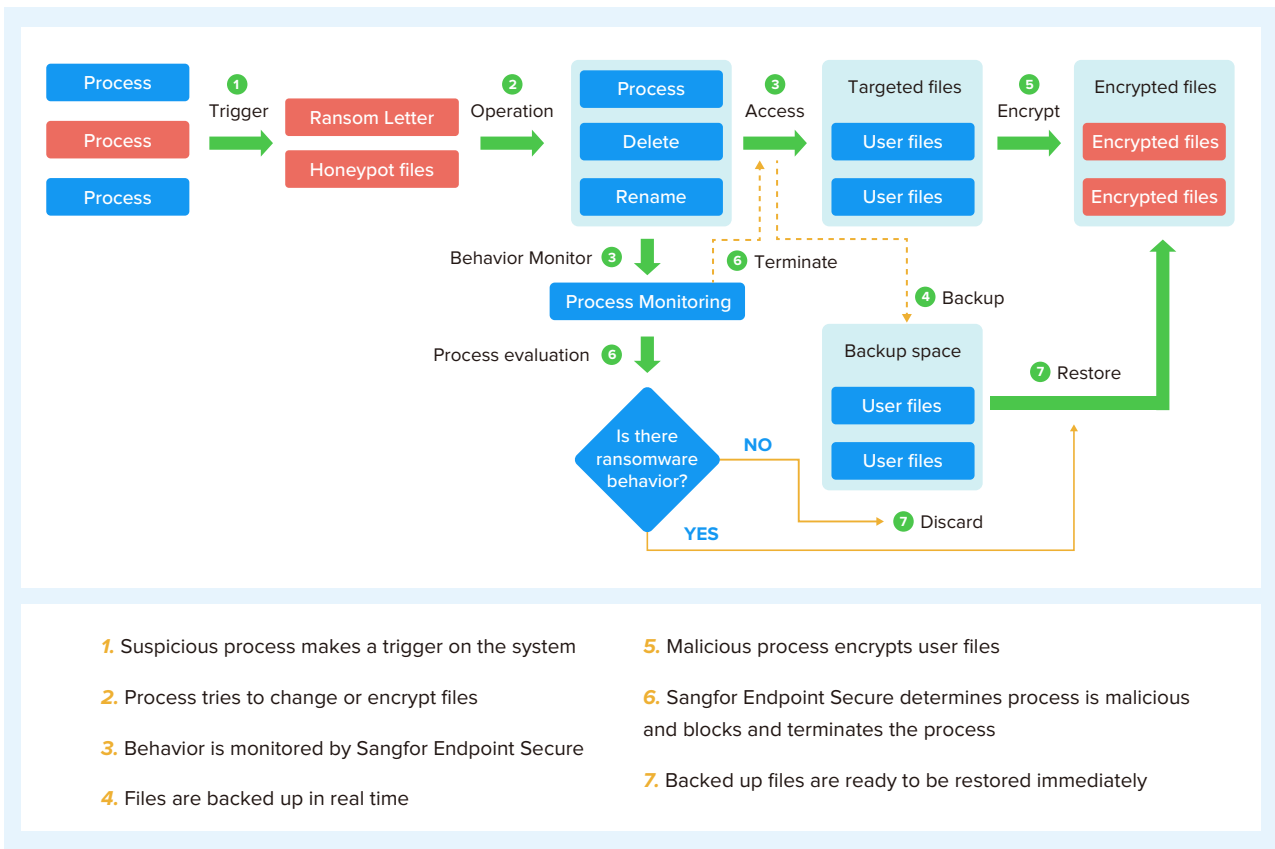 Process
Process
Process
1
Trigger
Ransom Letter
Honeypot files
2
Operation
Process
Delete
Rename
3
Access
Targeted files
User files
User files
5
Encrypt
Encrypted files
Encrypted files
Encrypted files
Behavior Monitor 3
6 Terminate
Process Monitoring
4 Backup
Process evaluation 6
Backup space
User files
User files
7 Restore
Is there
ransomware
behavior?
NO
7 Discard
YES
1. Suspicious process makes a trigger on the system
2. Process tries to change or encrypt files
3. Behavior is monitored by Sangfor Endpoint Secure
4. Files are backed up in real time
5. Malicious process encrypts user files
6. Sangfor Endpoint Secure determines process is malicious
and blocks and terminates the process
7. Backed up files are ready to be restored immediately